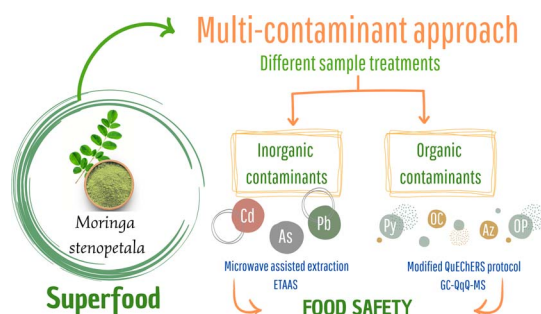 Multi-contaminant approach
Different sample treatments
Inorganic
contaminants
Organic
contaminants
Moringa
stenopetala
Cd
As
Pb
Py
OC
Az
OP
Microwave assisted extraction
ETAAS
Modified QuEChERS protocol
GC-QqQ-MS
Superfood
FOOD SAFETY